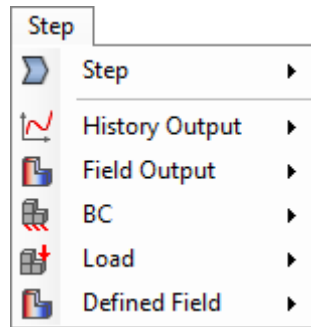 Step
Step
History Output
Field Output
BC
Load
Defined Field